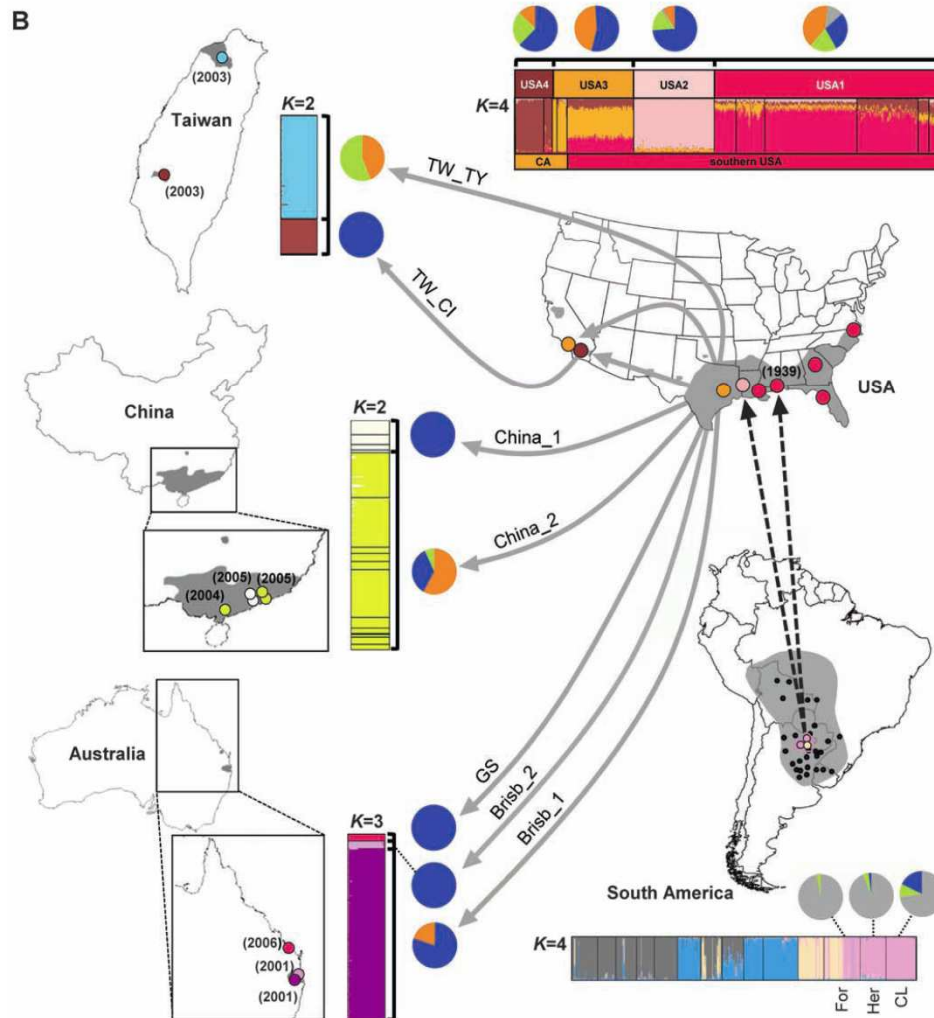 B
(2003)
Taiwan
(2003)
K=2
TW_TY
TW_CI
USA4
USA3
USA2
USA1
K=4
CA
southern USA
(1939)
USA
China
K=2
China_1
China_2
(2005)
(2005)
(2004)
Australia
K=3
GS
Brisb_2
Brisb_1
(2006)
(2001)
(2001)
South America
K=4
For
Her
CL